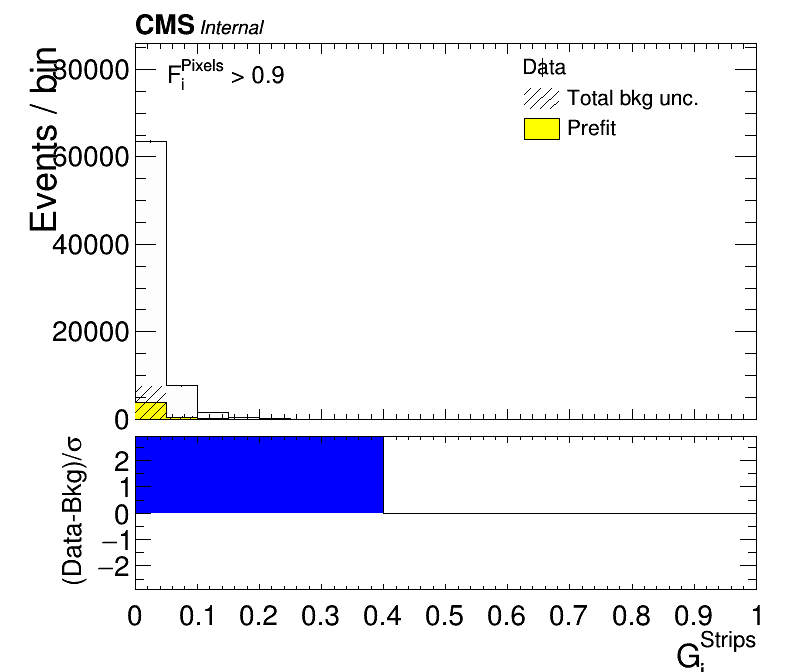 CMS Internal
F_i^Pixels > 0.9
Data
Total bkg unc.
Prefit
Events / bin
80000
60000
40000
20000
0
(Data-Bkg)/σ
2
1
0
−1
−2
0 0.1 0.2 0.3 0.4 0.5 0.6 0.7 0.8 0.9 1
G_i^Strips